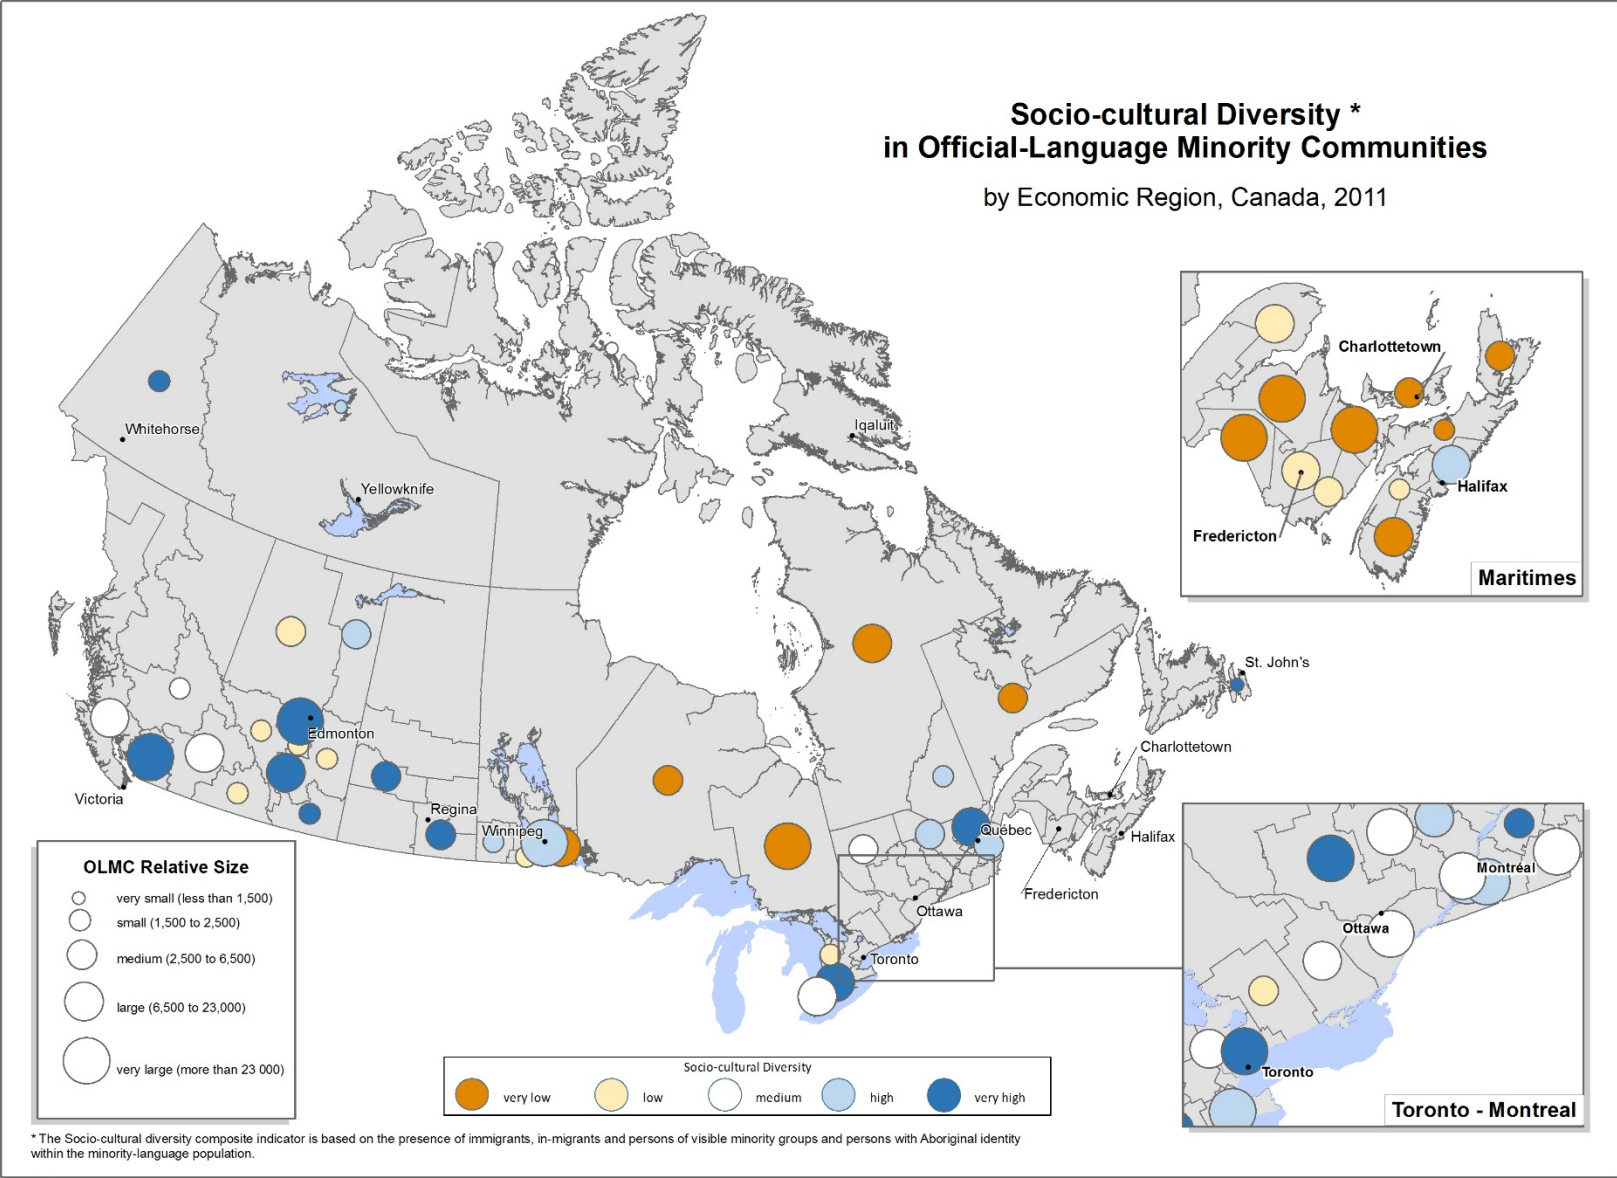 Socio-cultural Diversity *
in Official-Language Minority Communities
by Economic Region, Canada, 2011
Whitehorse
Yellowknife
Iqaluit
St. John's
Edmonton
Victoria
Regina
Winnipeg
Québec
Charlottetown
Halifax
Fredericton
Ottawa
Toronto
Charlottetown
Halifax
Fredericton
Maritimes
Montréal
Ottawa
Toronto
Toronto - Montreal
OLMC Relative Size
very small (less than 1,500)
small (1,500 to 2,500)
medium (2,500 to 6,500)
large (6,500 to 23,000)
very large (more than 23 000)
Socio-cultural Diversity
very low
low
medium
high
very high
* The Socio-cultural diversity composite indicator is based on the presence of immigrants, in-migrants and persons of visible minority groups and persons with Aboriginal identity
within the minority-language population.